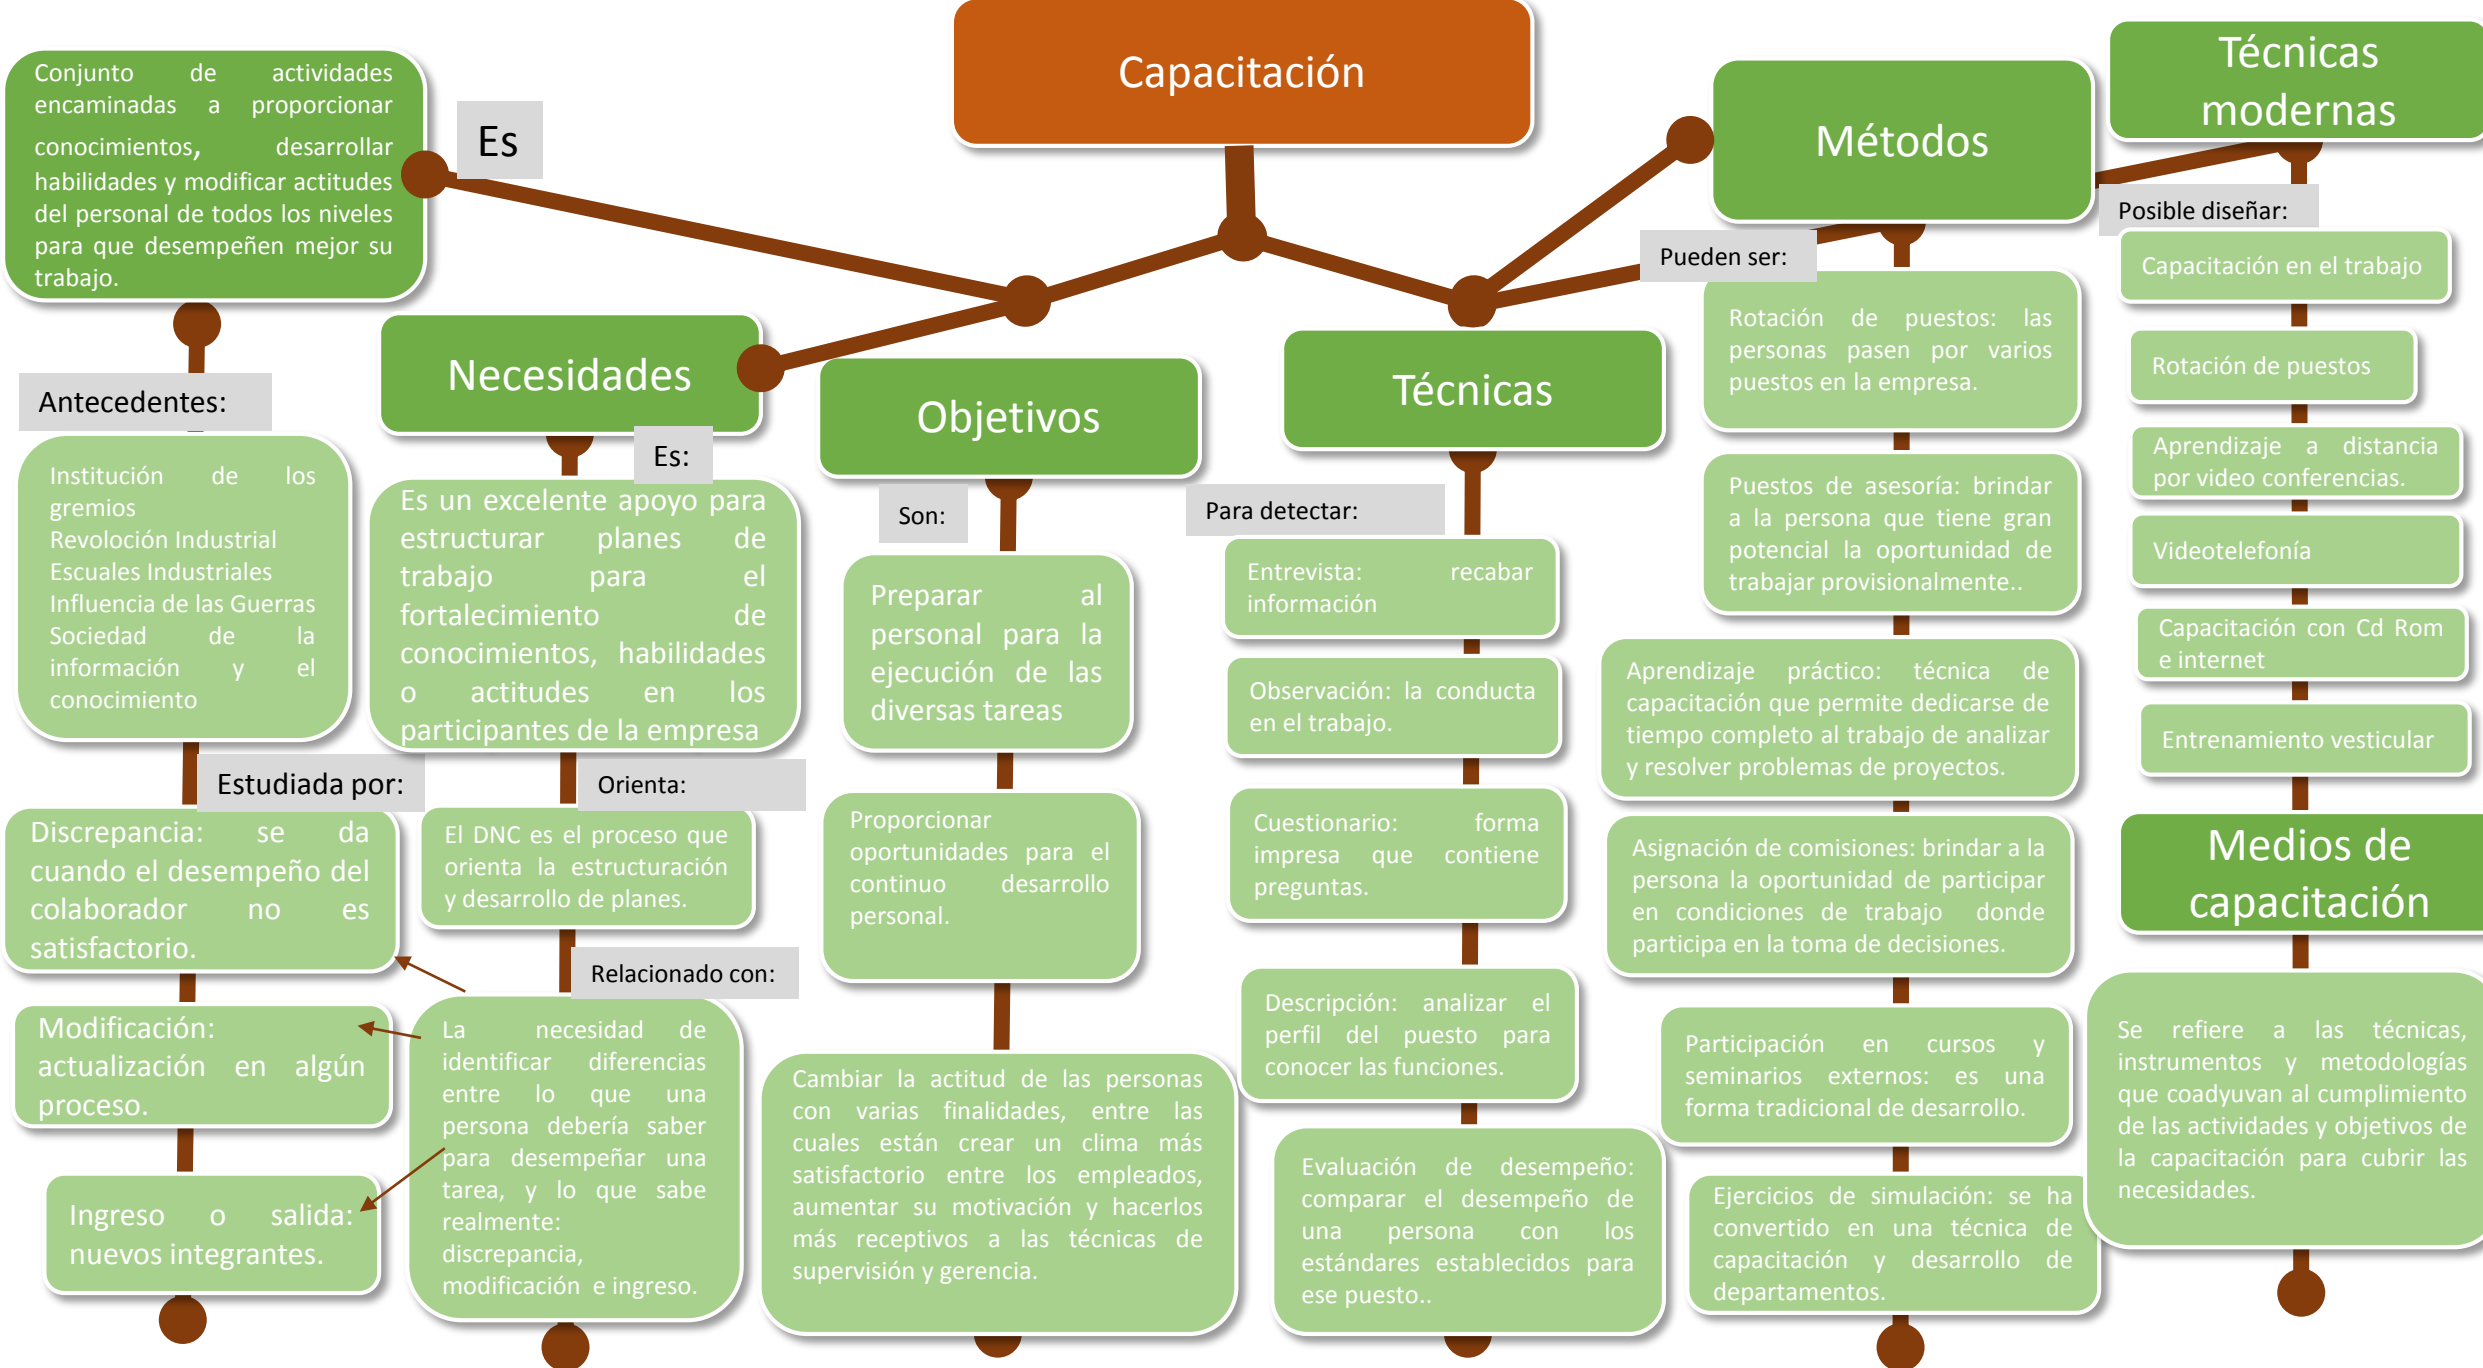 Capacitación
Es
Conjunto de actividades
encaminadas a proporcionar
conocimientos, desarrollar
habilidades y modificar actitudes
del personal de todos los niveles
para que desempeñen mejor su
trabajo.
Antecedentes:
Institución de los
gremios
Revoloción Industrial
Escuales Industriales
Influencia de las Guerras
Sociedad de la
información y el
conocimiento
Estudiada por:
Discrepancia: se da
cuando el desempeño del
colaborador no es
satisfactorio.
Modificación:
actualización en algún
proceso.
Ingreso o salida:
nuevos integrantes.
Necesidades
Es:
Es un excelente apoyo para
estructurar planes de
trabajo para el
fortalecimiento de
conocimientos, habilidades
o actitudes en los
participantes de la empresa
Orienta:
El DNC es el proceso que
orienta la estructuración
y desarrollo de planes.
Relacionado con:
La necesidad de
identificar diferencias
entre lo que una
persona debería saber
para desempeñar una
tarea, y lo que sabe
realmente:
discrepancia,
modificación e ingreso.
Objetivos
Son:
Preparar al
personal para la
ejecución de las
diversas tareas
Proporcionar
oportunidades para el
continuo desarrollo
personal.
Cambiar la actitud de las personas
con varias finalidades, entre las
cuales están crear un clima más
satisfactorio entre los empleados,
aumentar su motivación y hacerlos
más receptivos a las técnicas de
supervisión y gerencia.
Técnicas
Para detectar:
Entrevista: recabar
información
Observación: la conducta
en el trabajo.
Cuestionario: forma
impresa que contiene
preguntas.
Descripción: analizar el
perfil del puesto para
conocer las funciones.
Evaluación de desempeño:
comparar el desempeño de
una persona con los
estándares establecidos para
ese puesto..
Métodos
Pueden ser:
Rotación de puestos: las
personas pasen por varios
puestos en la empresa.
Puestos de asesoría: brindar
a la persona que tiene gran
potencial la oportunidad de
trabajar provisionalmente..
Aprendizaje práctico: técnica de
capacitación que permite dedicarse de
tiempo completo al trabajo de analizar
y resolver problemas de proyectos.
Asignación de comisiones: brindar a la
persona la oportunidad de participar
en condiciones de trabajo donde
participa en la toma de decisiones.
Participación en cursos y
seminarios externos: es una
forma tradicional de desarrollo.
Ejercicios de simulación: se ha
convertido en una técnica de
capacitación y desarrollo de
departamentos.
Técnicas
modernas
Posible diseñar:
Capacitación en el trabajo
Rotación de puestos
Aprendizaje a distancia
por video conferencias.
Videotelefonía
Capacitación con Cd Rom
e internet
Entrenamiento vesticular
Medios de
capacitación
Se refiere a las técnicas,
instrumentos y metodologías
que coadyuvan al cumplimiento
de las actividades y objetivos de
la capacitación para cubrir las
necesidades.